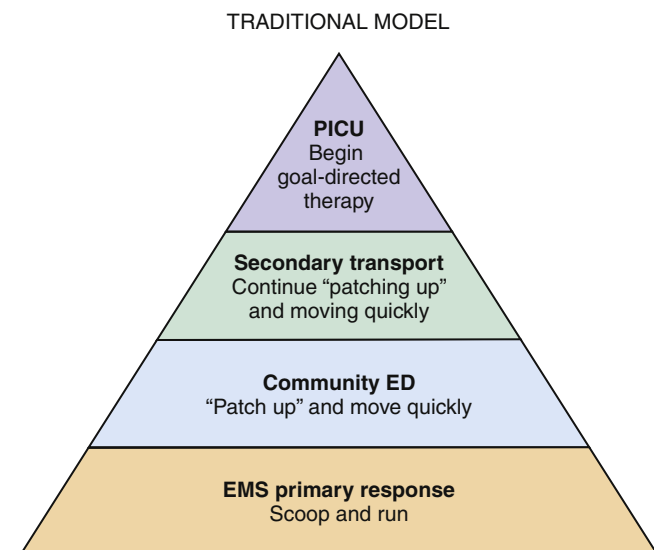 TRADITIONAL MODEL
PICU
Begin
goal-directed
therapy
Secondary transport
Continue “patching up”
and moving quickly
Community ED
“Patch up” and move quickly
EMS primary response
Scoop and run